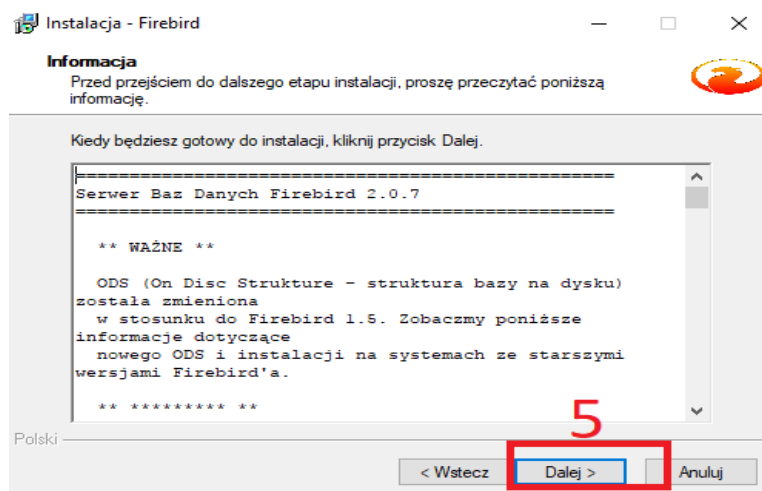 Instalacja - Firebird
Informacja
Przed przejściem do dalszego etapu instalacji, proszę przeczytać poniższą
informację.
Kiedy będziesz gotowy do instalacji, kliknij przycisk Dalej.
===================================================
Serwer Baz Danych Firebird 2.0.7
===================================================
** WAŻNE **
ODS (On Disc Strukture - struktura bazy na dysku)
została zmieniona
w stosunku do Firebird 1.5. Zobaczmy poniższe
informacje dotyczące
nowego ODS i instalacji na systemach ze starszymi
wersjami Firebird'a.
** ********* **
5
Polski
< Wstecz Dalej > Anuluj